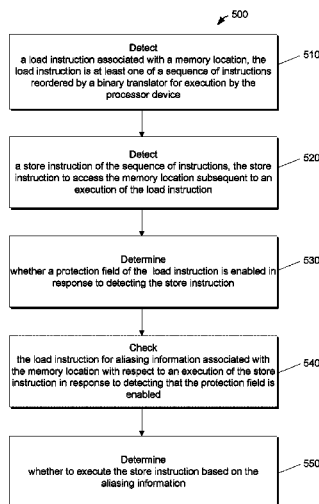 500
Detect
a load instruction associated with a memory location, the
load instruction is at least one of a sequence of instructions
reordered by a binary translator for execution by the
processor device
510
Detect
a store instruction of the sequence of instructions, the store
instruction to access the memory location subsequent to an
execution of the load instruction
520
Determine
whether a protection field of the load instruction is enabled in
response to detecting the store instruction
530
Check
the load instruction for aliasing information associated with
the memory location with respect to an execution of the store
instruction in response to detecting that the protection field is
enabled
540
Determine
whether to execute the store instruction based on the
aliasing information
550